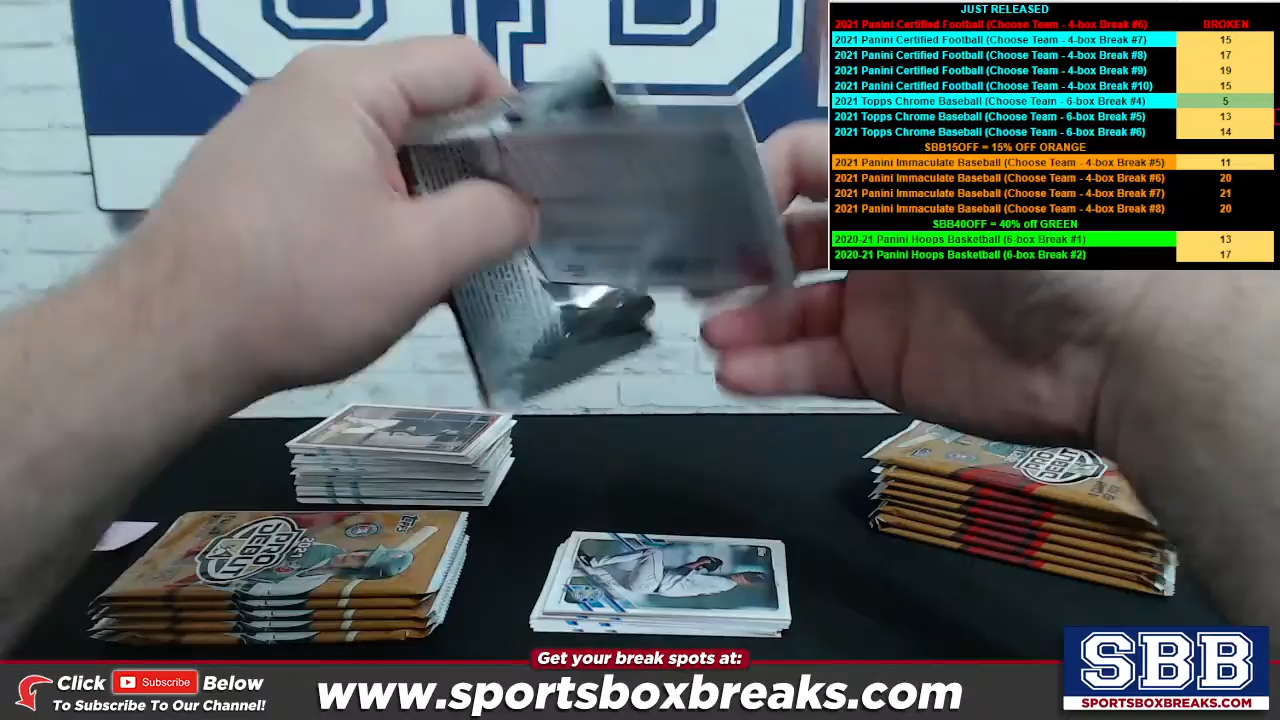 JUST RELEASED
2021 Panini Certified Football (Choose Team - 4-box Break #6) BROKEN
2021 Panini Certified Football (Choose Team - 4-box Break #7) 15
2021 Panini Certified Football (Choose Team - 4-box Break #8) 17
2021 Panini Certified Football (Choose Team - 4-box Break #9) 19
2021 Panini Certified Football (Choose Team - 4-box Break #10) 15
2021 Topps Chrome Baseball (Choose Team - 6-box Break #4) 5
2021 Topps Chrome Baseball (Choose Team - 6-box Break #5) 13
2021 Topps Chrome Baseball (Choose Team - 6-box Break #6) 14
SBB15OFF = 15% OFF ORANGE
2021 Panini Immaculate Baseball (Choose Team - 4-box Break #5) 11
2021 Panini Immaculate Baseball (Choose Team - 4-box Break #6) 20
2021 Panini Immaculate Baseball (Choose Team - 4-box Break #7) 21
2021 Panini Immaculate Baseball (Choose Team - 4-box Break #8) 20
SBB40OFF = 40% off GREEN
2020-21 Panini Hoops Basketball (6-box Break #1) 13
2020-21 Panini Hoops Basketball (6-box Break #2) 17
PRO DEBUT
2021
PRO DEBUT
Get your break spots at:
Click Subscribe Below
To Subscribe To Our Channel!
www.sportsboxbreaks.com
SBB
SPORTSBOXBREAKS.COM